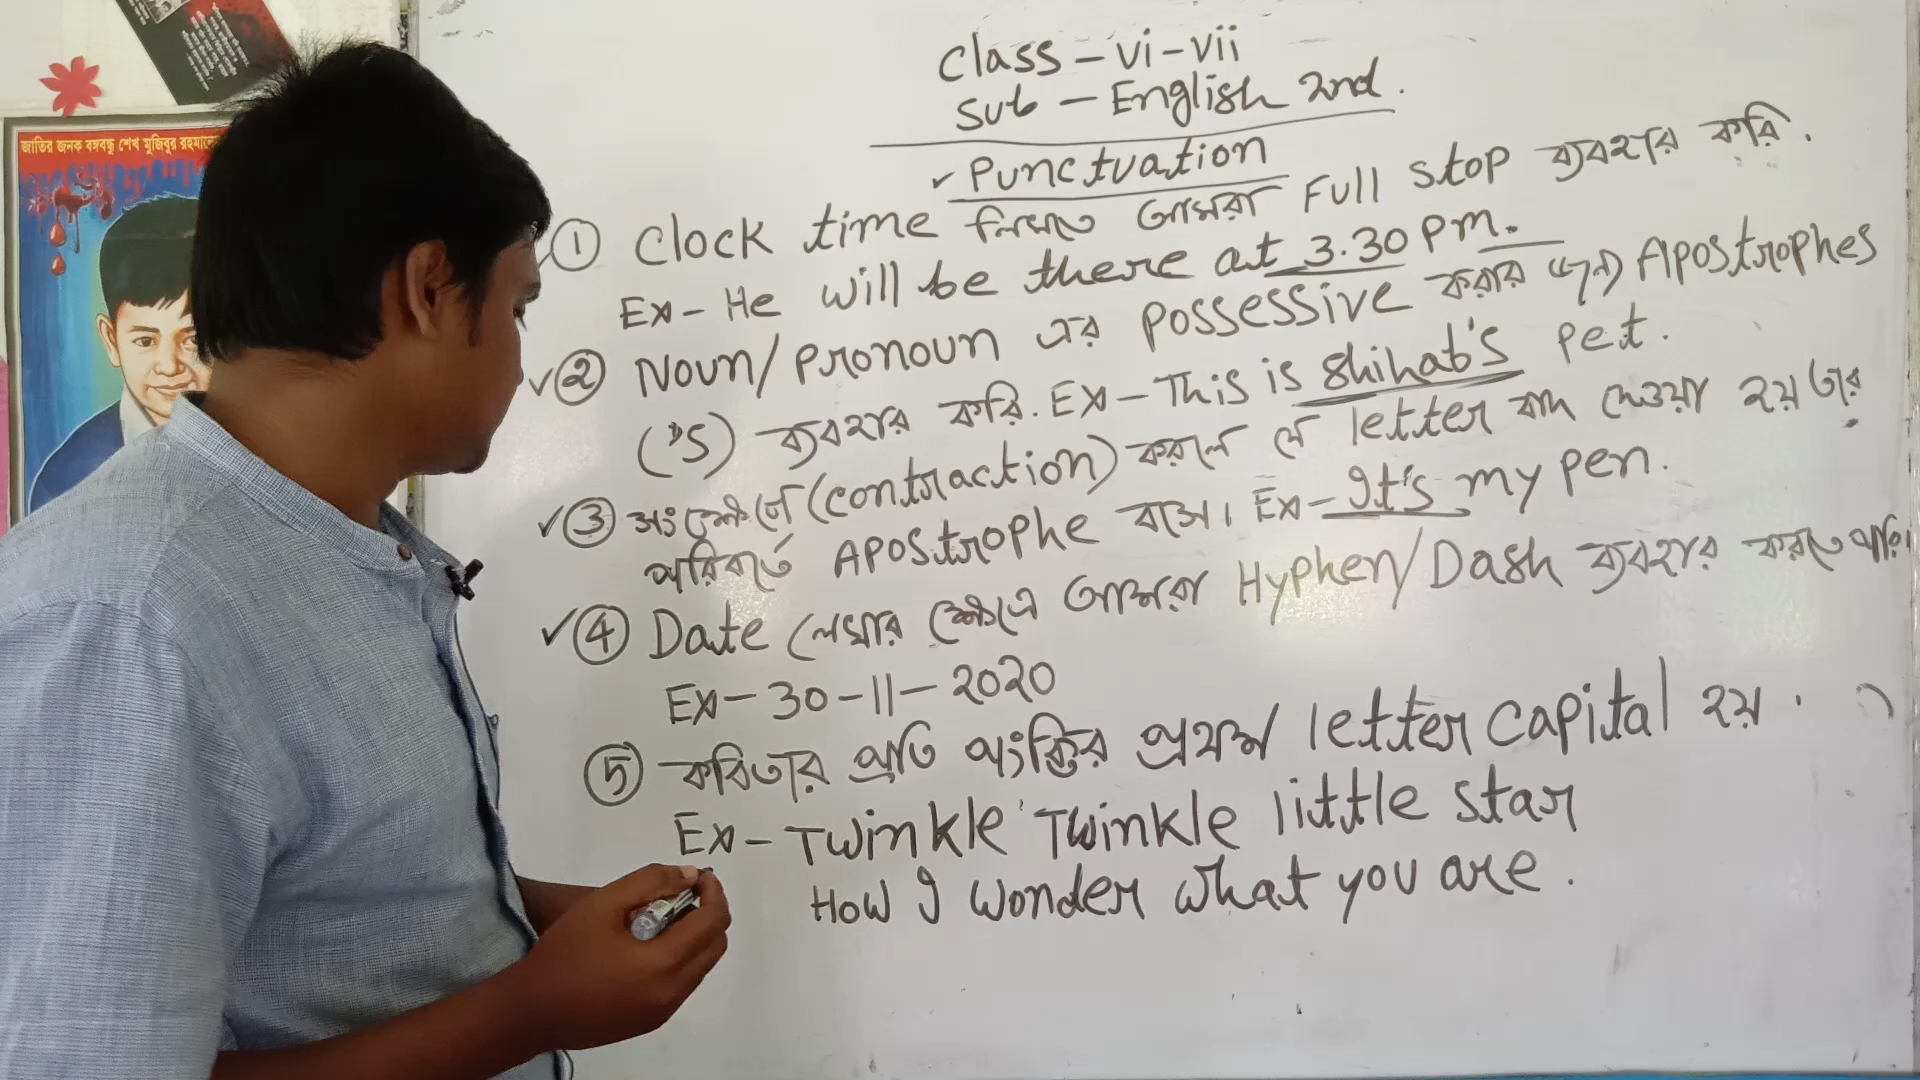 জাতির জনক বঙ্গবন্ধু শেখ মুজিবুর রহমানের
Class - vi - vii
Sub - English 2nd.
Punctuation
① Clock time লিখতে আমরা Full stop ব্যবহার করি.
Ex - He will be there at 3.30 pm.
② Noun/Pronoun এর Possessive করার জন্য Apostrophes
('s) ব্যবহার করি. Ex - This is shihab's pet.
③ সংক্ষেপে (contraction) করলে যে letter বাদ দেওয়া হয় তার
পরিবর্তে Apostrophe বসে। Ex - It's my pen.
④ Date লেখার ক্ষেত্রে আমরা Hyphen/Dash ব্যবহার করতে পারি।
Ex - 30 - 11 - 2020
⑤ কবিতার প্রতি পংক্তির প্রথম letter capital হয়.
Ex - Twinkle Twinkle little star
How I wonder what you are.